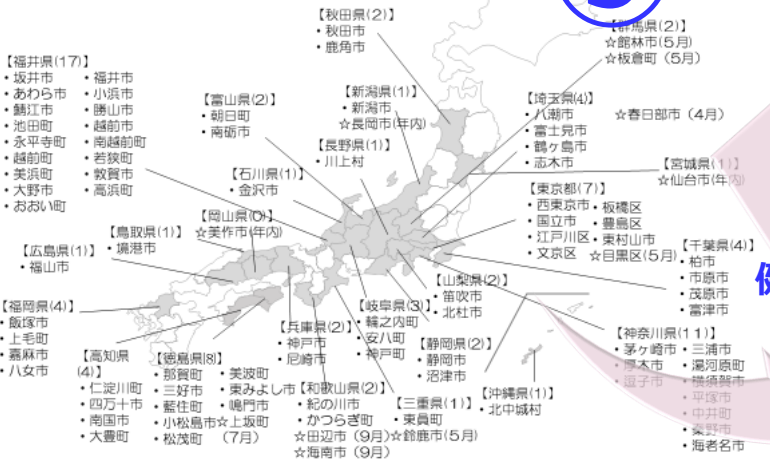 【秋田県(2)】
・秋田市
・鹿角市
【群馬県(2)】
☆館林市(5月)
☆板倉町(5月)
【福井県(17)】
・坂井市 ・福井市
・あわら市 ・小浜市
・鯖江市 ・勝山市
・池田町 ・越前市
・永平寺町 ・南越前町
・越前町 ・若狭町
・美浜町 ・敦賀市
・大野市 ・高浜町
・おおい町
【富山県(2)】
・朝日町
・南砺市
【新潟県(1)】
・新潟市
☆長岡市(年内)
【長野県(1)】
・川上村
【埼玉県(4)】
・八潮市 ☆春日部市(4月)
・富士見市
・鶴ヶ島市
・志木市
【宮城県(1)】
☆仙台市(年内)
【石川県(1)】
・金沢市
【岡山県(0)】
☆美作市(年内)
【鳥取県(1)】
・境港市
【広島県(1)】
・福山市
【東京都(7)】
・西東京市 ・板橋区
・国立市 ・豊島区
・江戸川区 ・東村山市
・文京区 ☆目黒区(5月)
【千葉県(4)】
・柏市
・市原市
・茂原市
・富津市
【山梨県(2)】
・笛吹市
・北杜市
【福岡県(4)】
・飯塚市
・上毛町
・嘉麻市
・八女市
【兵庫県(2)】
・神戸市
・尼崎市
【岐阜県(3)】
・輪之内町
・安八町
・神戸町
【静岡県(2)】
・静岡市
・沼津市
【神奈川県(11)】
・茅ヶ崎市 ・三浦市
・厚木市 ・湯河原町
・逗子市 ・横須賀市
・平塚市
・中井町
・秦野市
・海老名市
【高知県
(4)】
・仁淀川町
・四万十市
・南国市
・大豊町
【徳島県(8)】
・那賀町 ・美波町
・三好市 ・東みよし市
・藍住町 ・鳴門市
・小松島市 ☆上坂町
・松茂町 (7月)
【和歌山県(2)】
・紀の川市
・かつらぎ町
☆田辺市(9月)
☆海南市(9月)
【三重県(1)】
・東員町
☆鈴鹿市(5月)
【沖縄県(1)】
・北中城村
健